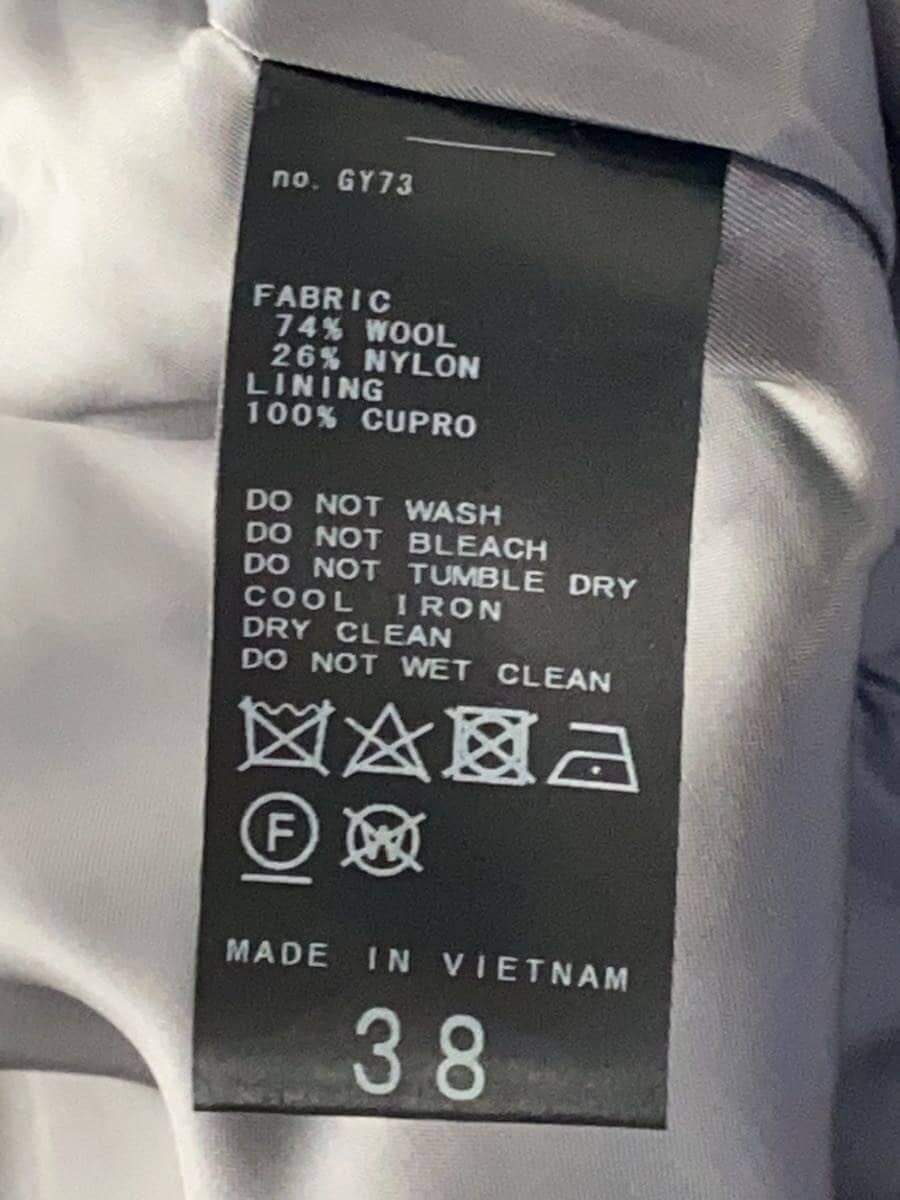 no. GY73
FABRIC
74% WOOL
26% NYLON
LINING
100% CUPRO
DO NOT WASH
DO NOT BLEACH
DO NOT TUMBLE DRY
COOL IRON
DRY CLEAN
DO NOT WET CLEAN
F W
MADE IN VIETNAM
38